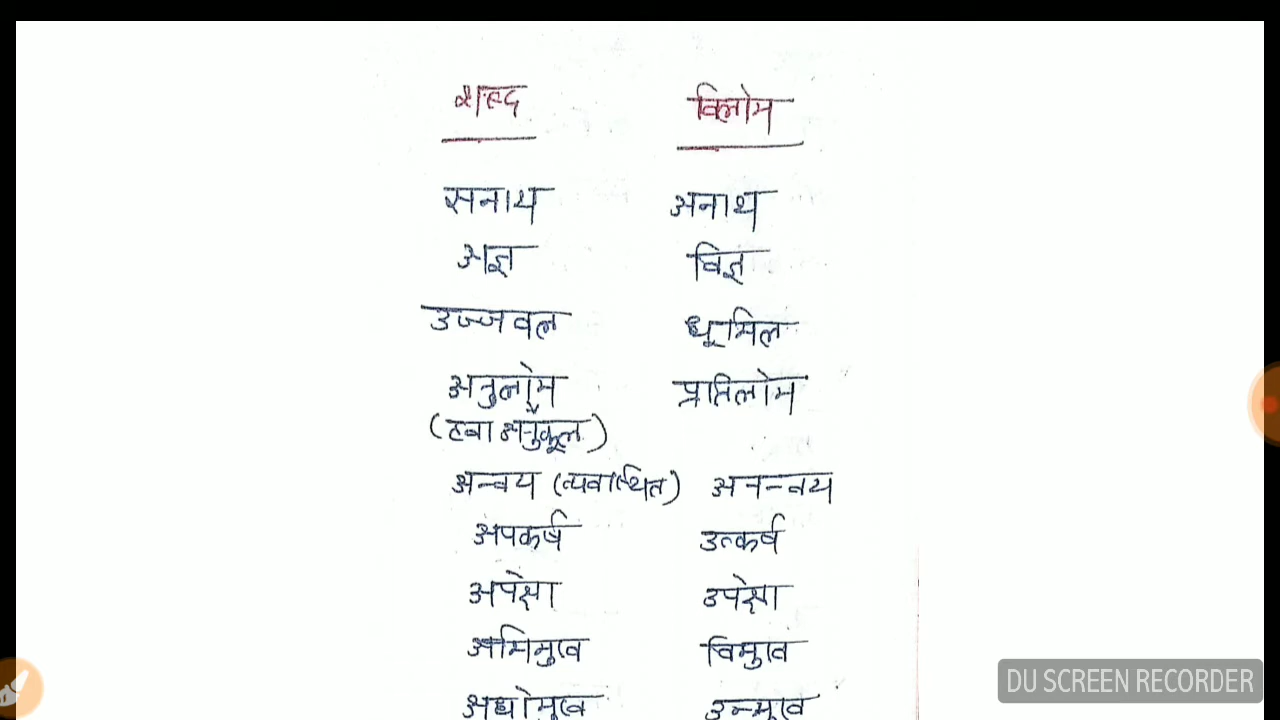 शब्द विलोम
सनाथ अनाथ
अज्ञ विज्ञ
उज्जवल धूमिल
अनुलोम प्रतिलोम
(हवा अनुकूल)
अन्वय (व्यवस्थित) अनन्वय
अपकर्ष उत्कर्ष
अपेक्षा उपेक्षा
अभिमुख विमुख
अधोमुख उन्मुख
DU SCREEN RECORDER